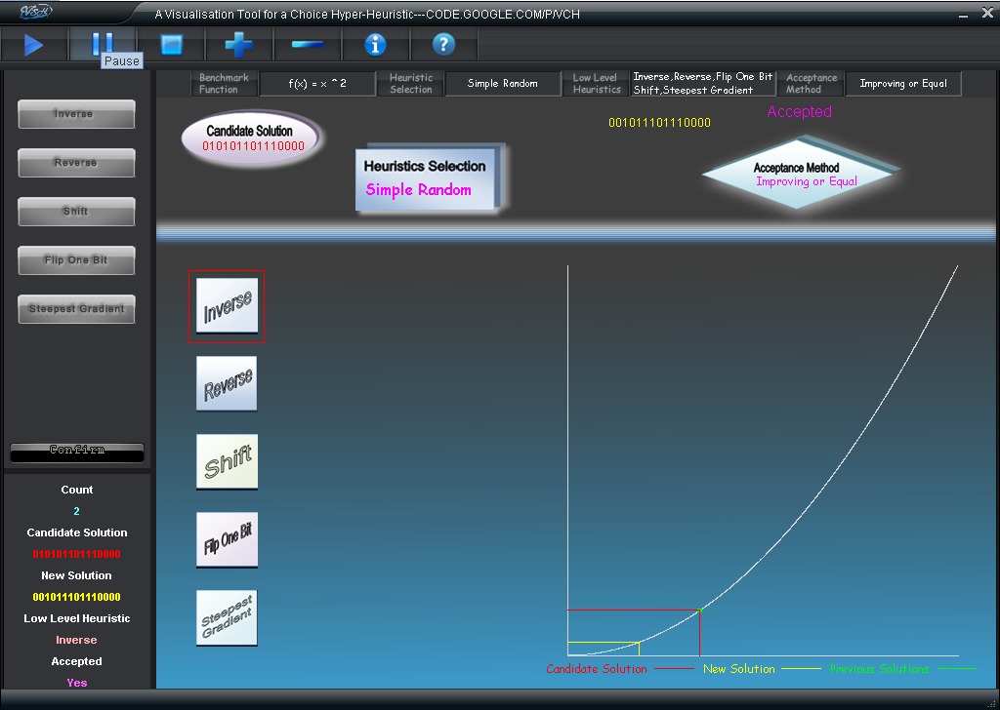 A Visualisation Tool for a Choice Hyper-Heuristic---CODE.GOOGLE.COM/P/VCH
Pause
Benchmark Function
f(x) = x ^ 2
Heuristic Selection
Simple Random
Low Level Heuristics
Inverse,Reverse,Flip One Bit
Shift,Steepest Gradient
Acceptance Method
Improving or Equal
Inverse
Reverse
Shift
Flip One Bit
Steepest Gradient
Confirm
Count
2
Candidate Solution
010101101110000
New Solution
001011101110000
Low Level Heuristic
Inverse
Accepted
Yes
Candidate Solution
010101101110000
Heuristics Selection
Simple Random
001011101110000
Accepted
Acceptance Method
Improving or Equal
Inverse
Reverse
Shift
Flip One Bit
Steepest
Gradient
Candidate Solution
New Solution
Previous Solutions